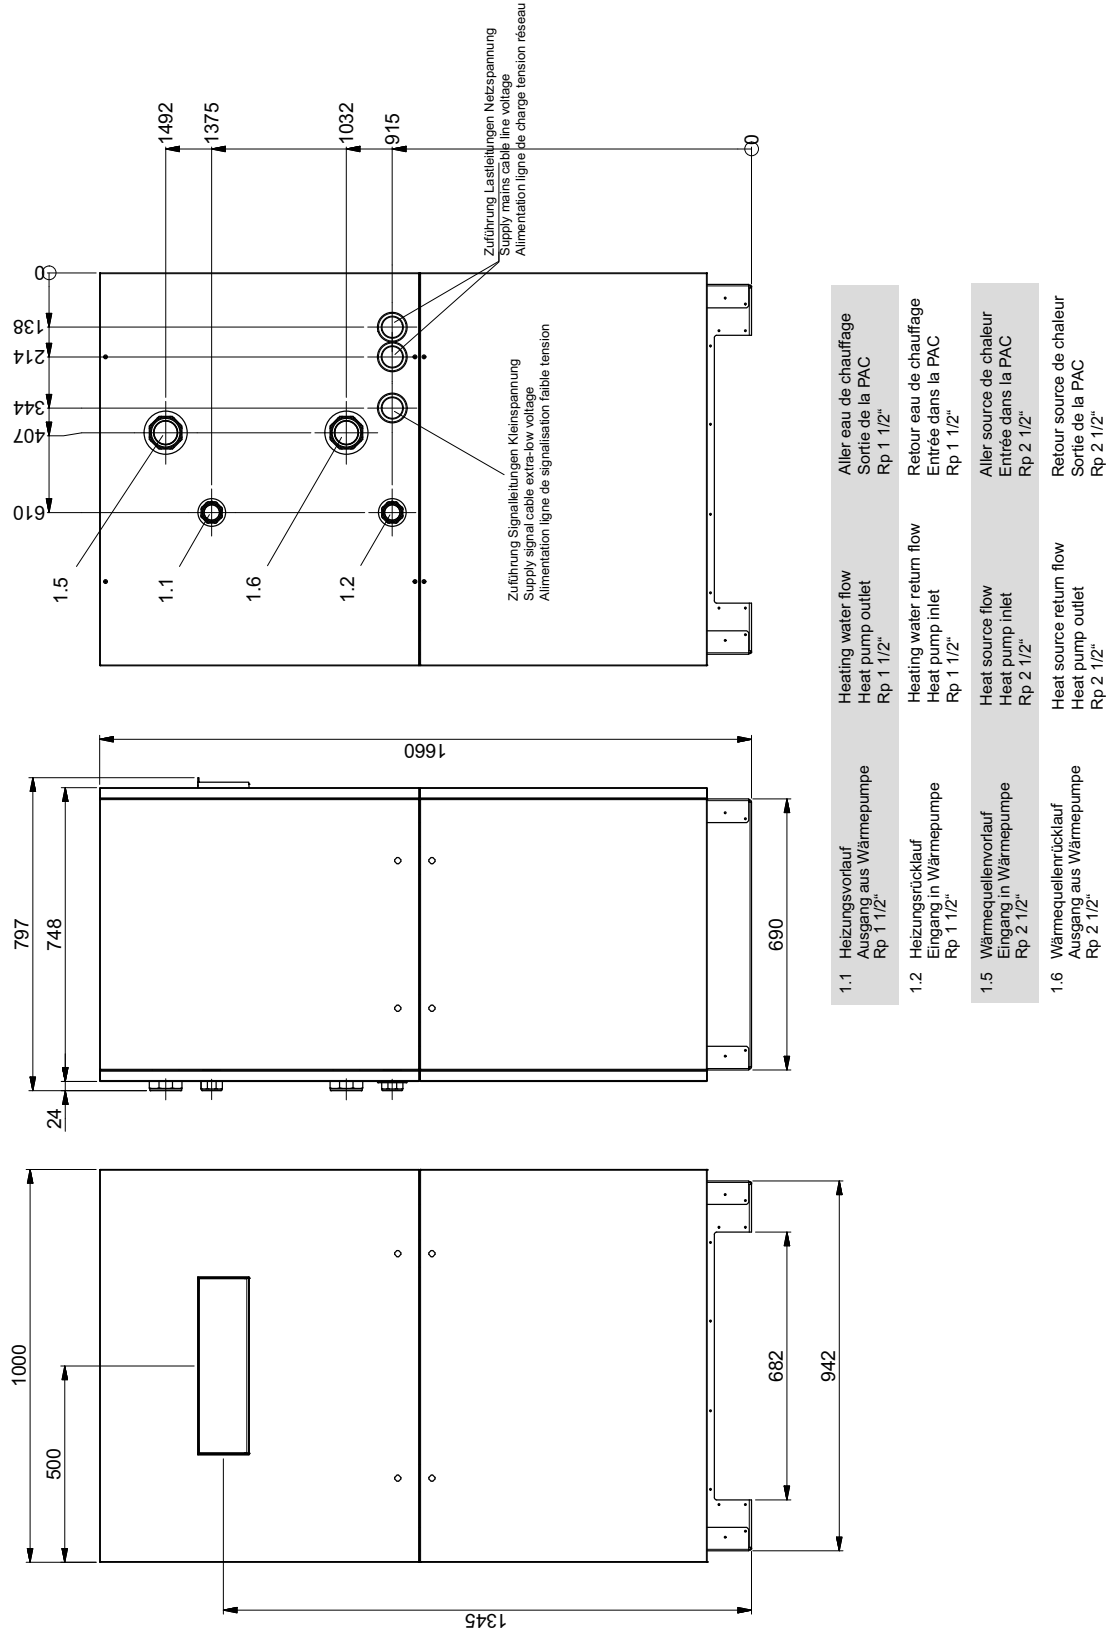 1000
500
1345
682
942
797
748
24
1660
690
0
138
214
344
407
610
1492
1375
1032
915
0
1.5
1.1
1.6
1.2
Zuführung Lastleitungen Netzspannung
Supply mains cable line voltage
Alimentation ligne de charge tension réseau
Zuführung Signalleitungen Kleinspannung
Supply signal cable extra-low voltage
Alimentation ligne de signalisation faible tension
1.1 Heizungsvorlauf
Ausgang aus Wärmepumpe
Rp 1 1/2“
Heating water flow
Heat pump outlet
Rp 1 1/2“
Aller eau de chauffage
Sortie de la PAC
Rp 1 1/2“
1.2 Heizungsrücklauf
Eingang in Wärmepumpe
Rp 1 1/2“
Heating water return flow
Heat pump inlet
Rp 1 1/2“
Retour eau de chauffage
Entrée dans la PAC
Rp 1 1/2“
1.5 Wärmequellenvorlauf
Eingang in Wärmepumpe
Rp 2 1/2“
Heat source flow
Heat pump inlet
Rp 2 1/2“
Aller source de chaleur
Entrée dans la PAC
Rp 2 1/2“
1.6 Wärmequellenrücklauf
Ausgang aus Wärmepumpe
Rp 2 1/2“
Heat source return flow
Heat pump outlet
Rp 2 1/2“
Retour source de chaleur
Sortie de la PAC
Rp 2 1/2“